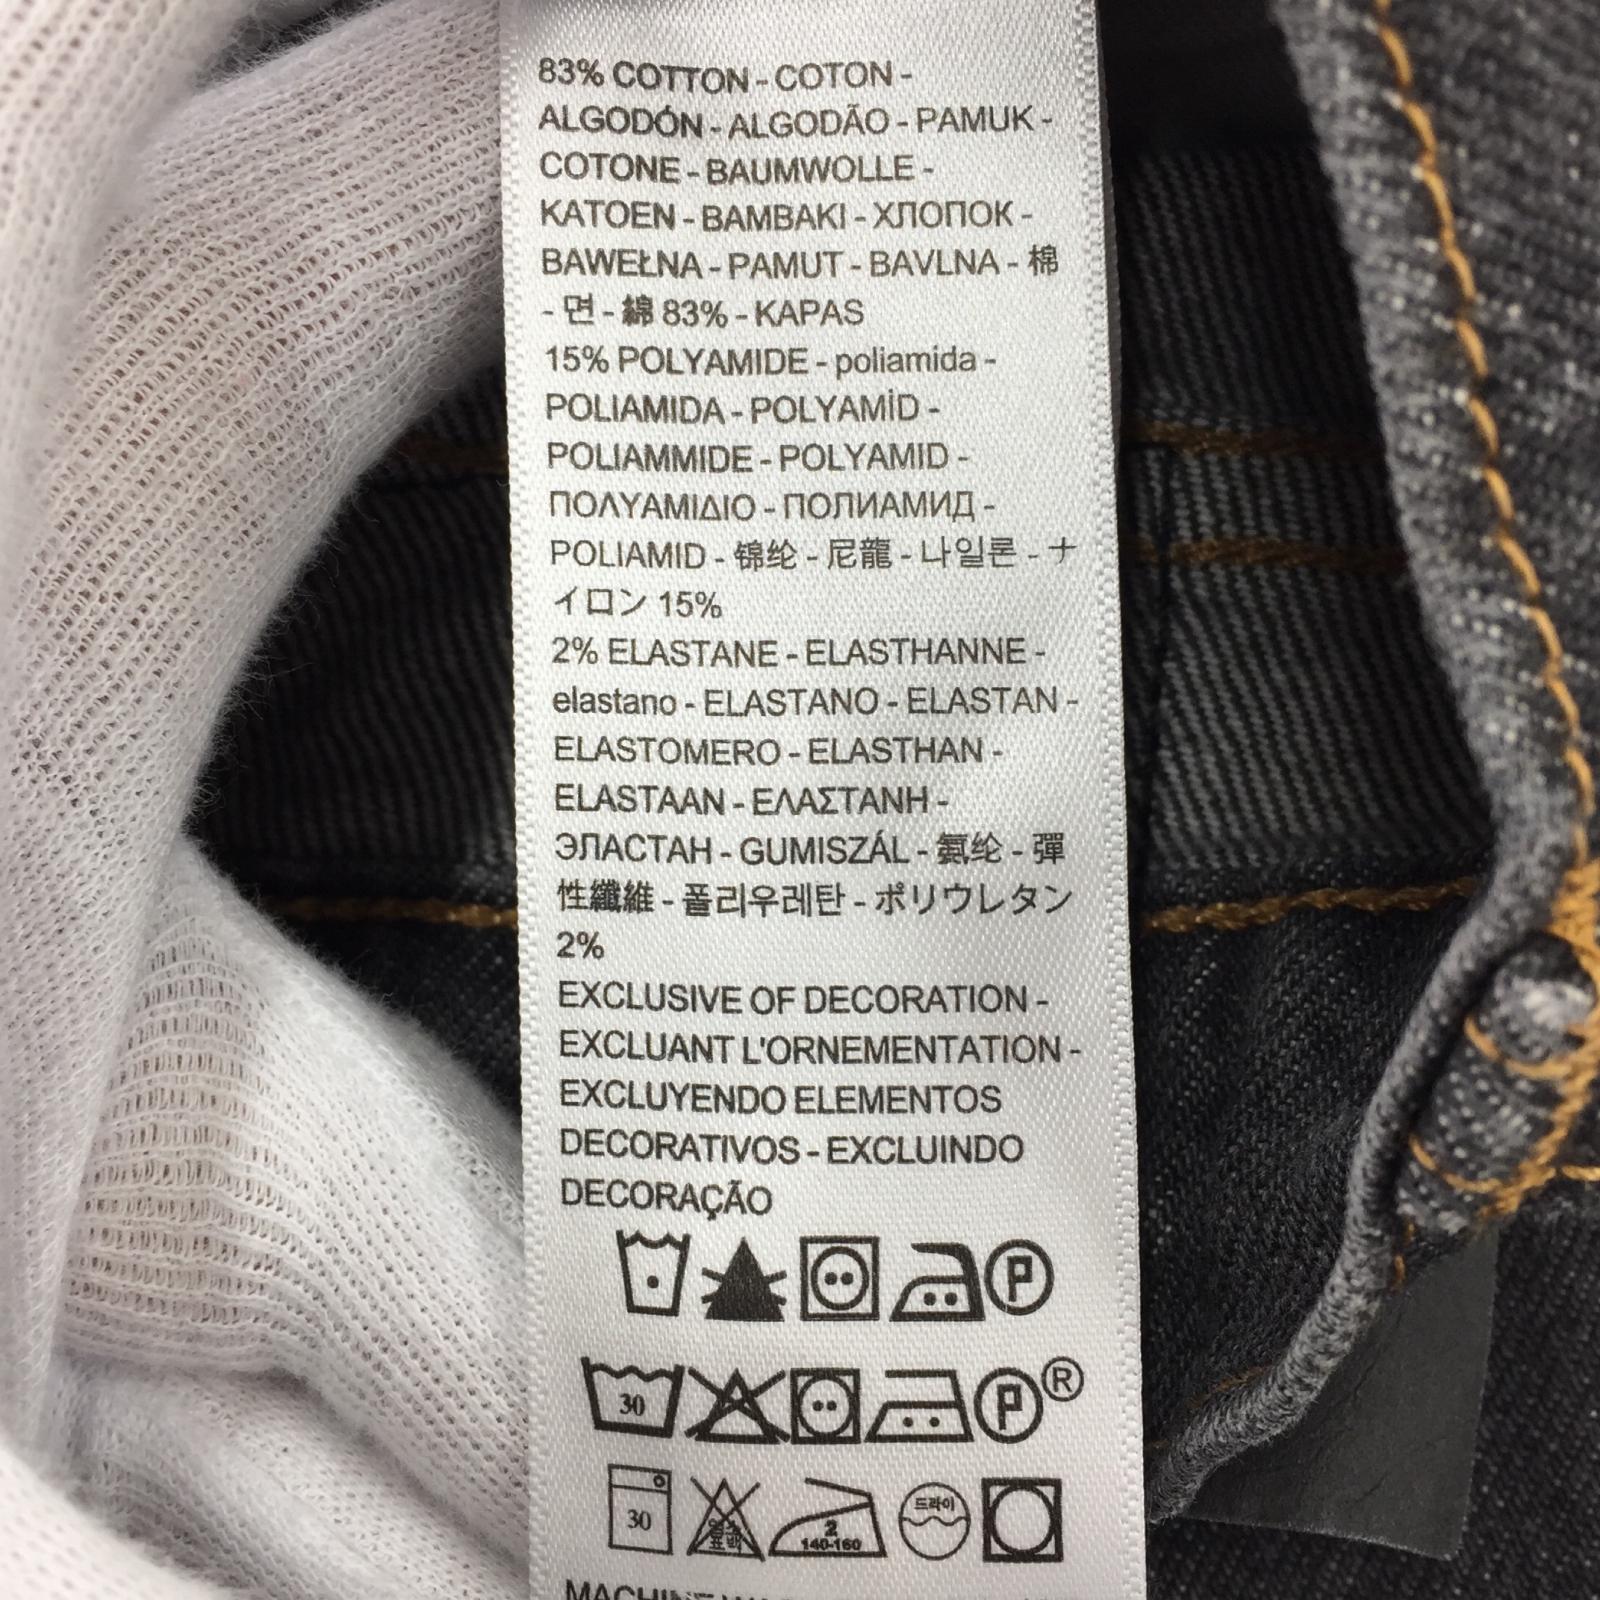 83% COTTON - COTON -
ALGODÓN - ALGODÃO - PAMUK -
COTONE - BAUMWOLLE -
KATOEN - BAMBAKI - ХЛОПОК -
BAWEŁNA - PAMUT - BAVLNA - 棉
- 면 - 綿 83% - KAPAS
15% POLYAMIDE - poliamida -
POLIAMIDA - POLYAMİD -
POLIAMMIDE - POLYAMID -
ΠΟΛΥΑΜΙΔΙΟ - ПОЛИАМИД -
POLIAMID - 锦纶 - 尼龍 - 나일론 - ナ
イロン 15%
2% ELASTANE - ELASTHANNE -
elastano - ELASTANO - ELASTAN -
ELASTOMERO - ELASTHAN -
ELASTAAN - ΕΛΑΣΤΑΝΗ -
ЭЛАСТАН - GUMISZÁL - 氨纶 - 彈
性纖維 - 폴리우레탄 - ポリウレタン
2%
EXCLUSIVE OF DECORATION -
EXCLUANT L'ORNEMENTATION -
EXCLUYENDO ELEMENTOS
DECORATIVOS - EXCLUINDO
DECORAÇÃO
P
30 P ®
30 2 140-160 드라이